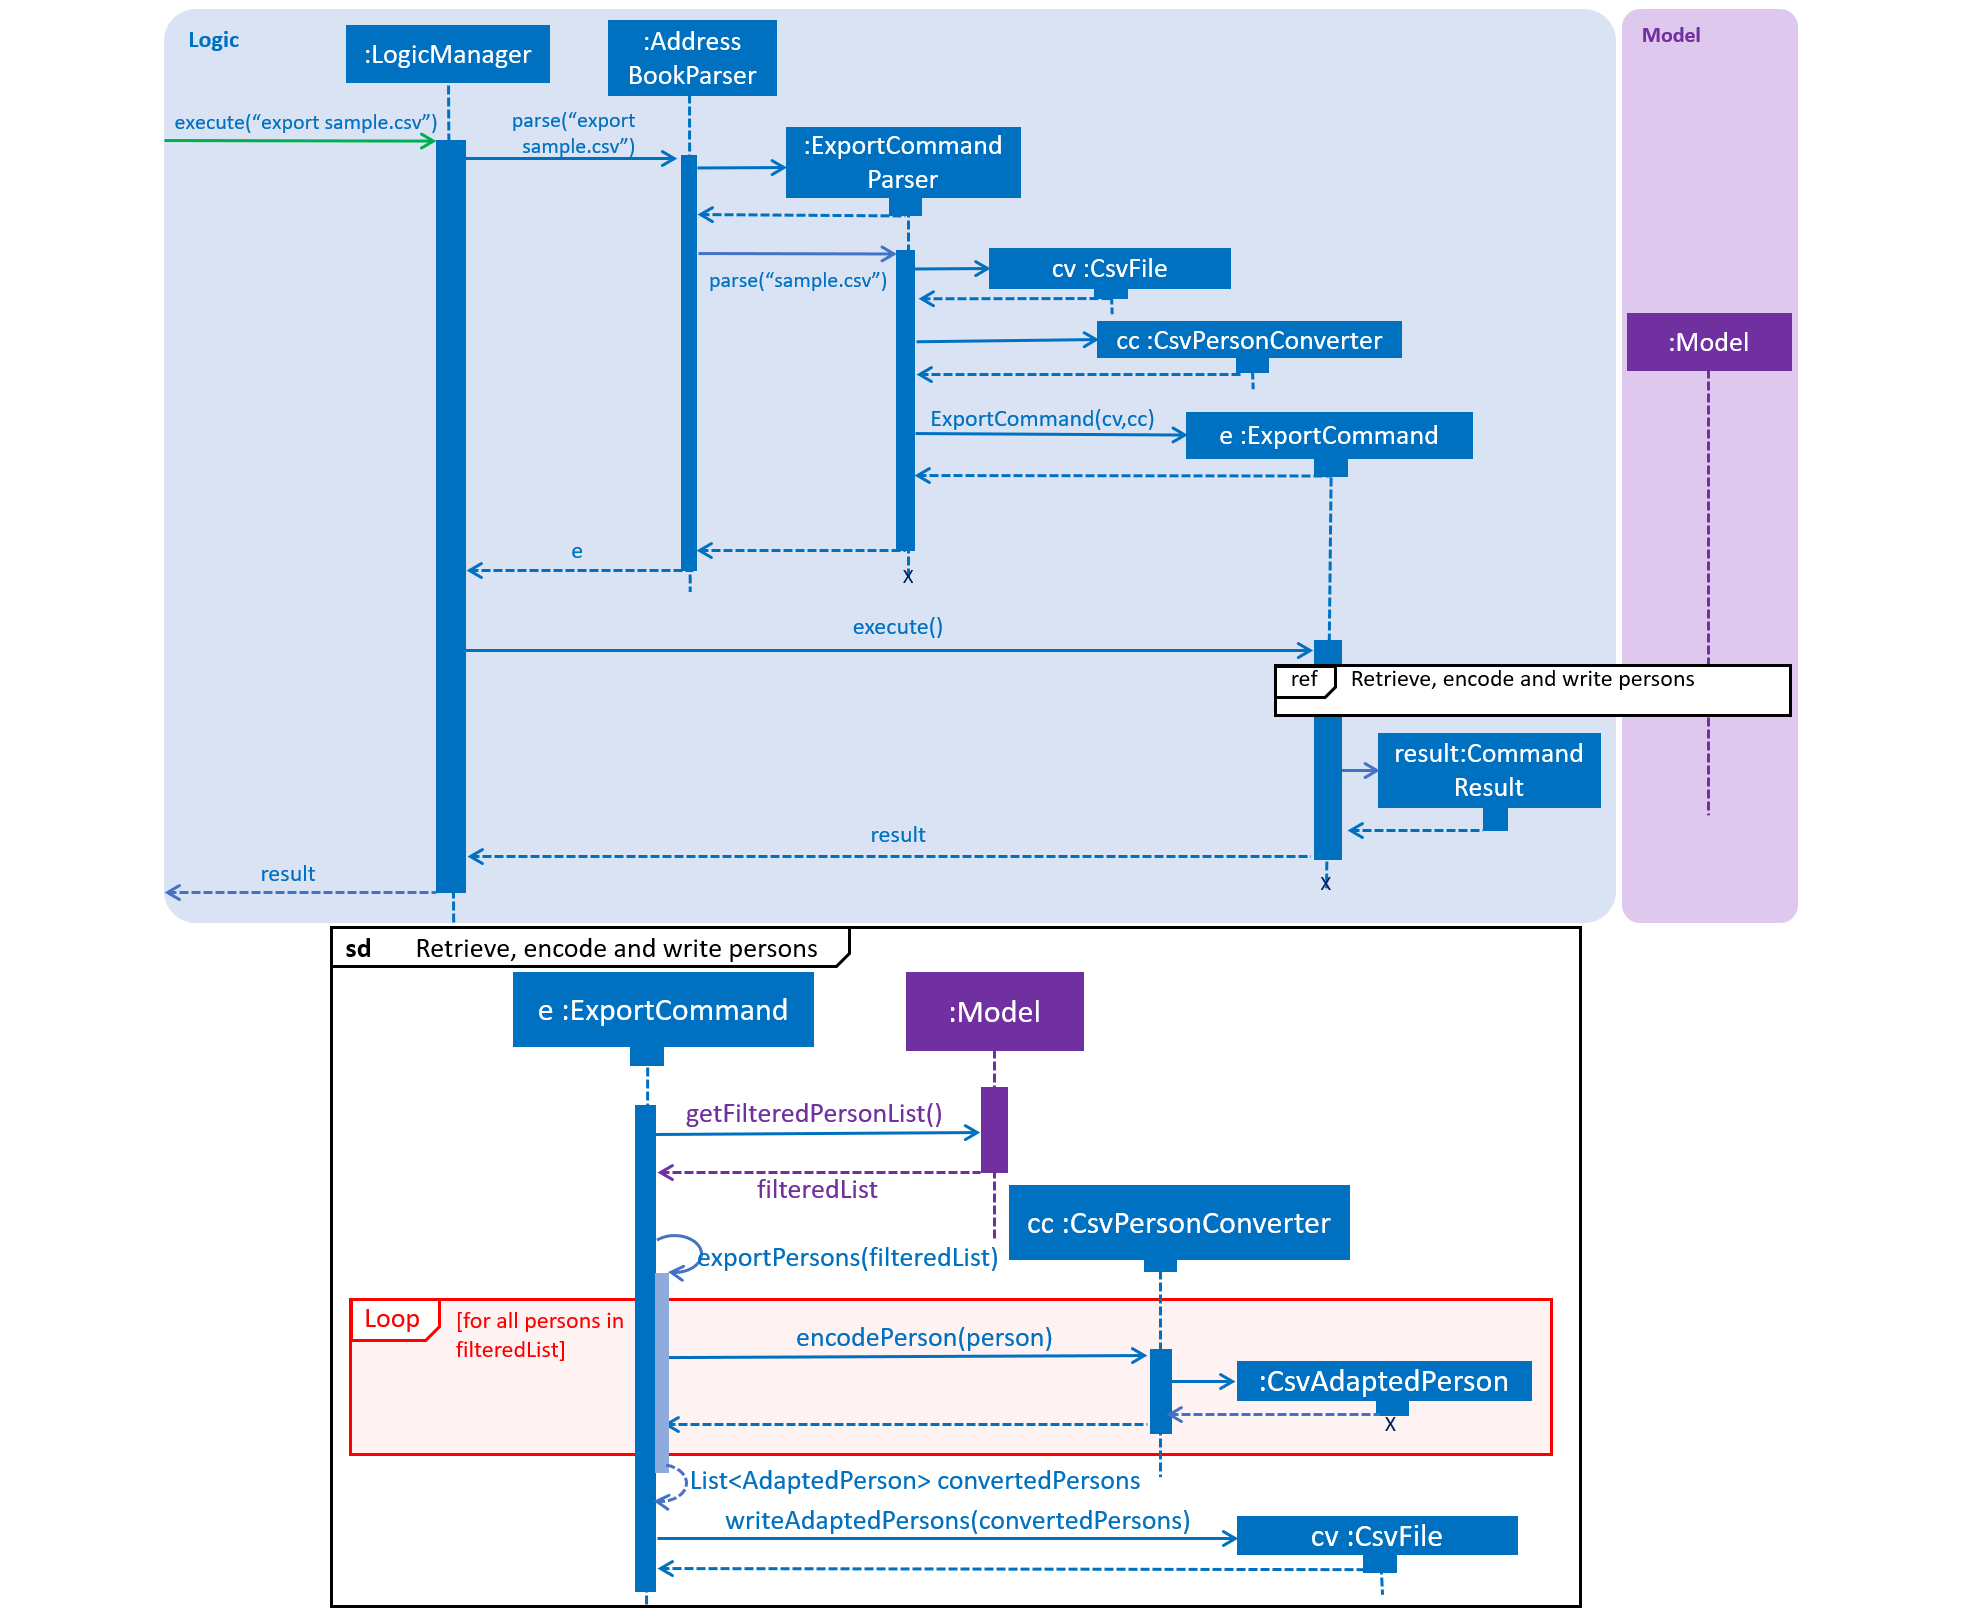 Logic
Model
:LogicManager
:Address
BookParser
execute(“export sample.csv”)
parse(“export
sample.csv”)
:ExportCommand
Parser
parse(“sample.csv”)
cv :CsvFile
cc :CsvPersonConverter
:Model
ExportCommand(cv,cc)
e :ExportCommand
e
X
execute()
ref
Retrieve, encode and write persons
result:Command
Result
result
result
X
sd
Retrieve, encode and write persons
e :ExportCommand
:Model
getFilteredPersonList()
filteredList
cc :CsvPersonConverter
exportPersons(filteredList)
Loop
[for all persons in
filteredList]
encodePerson(person)
:CsvAdaptedPerson
X
List<AdaptedPerson> convertedPersons
writeAdaptedPersons(convertedPersons)
cv :CsvFile